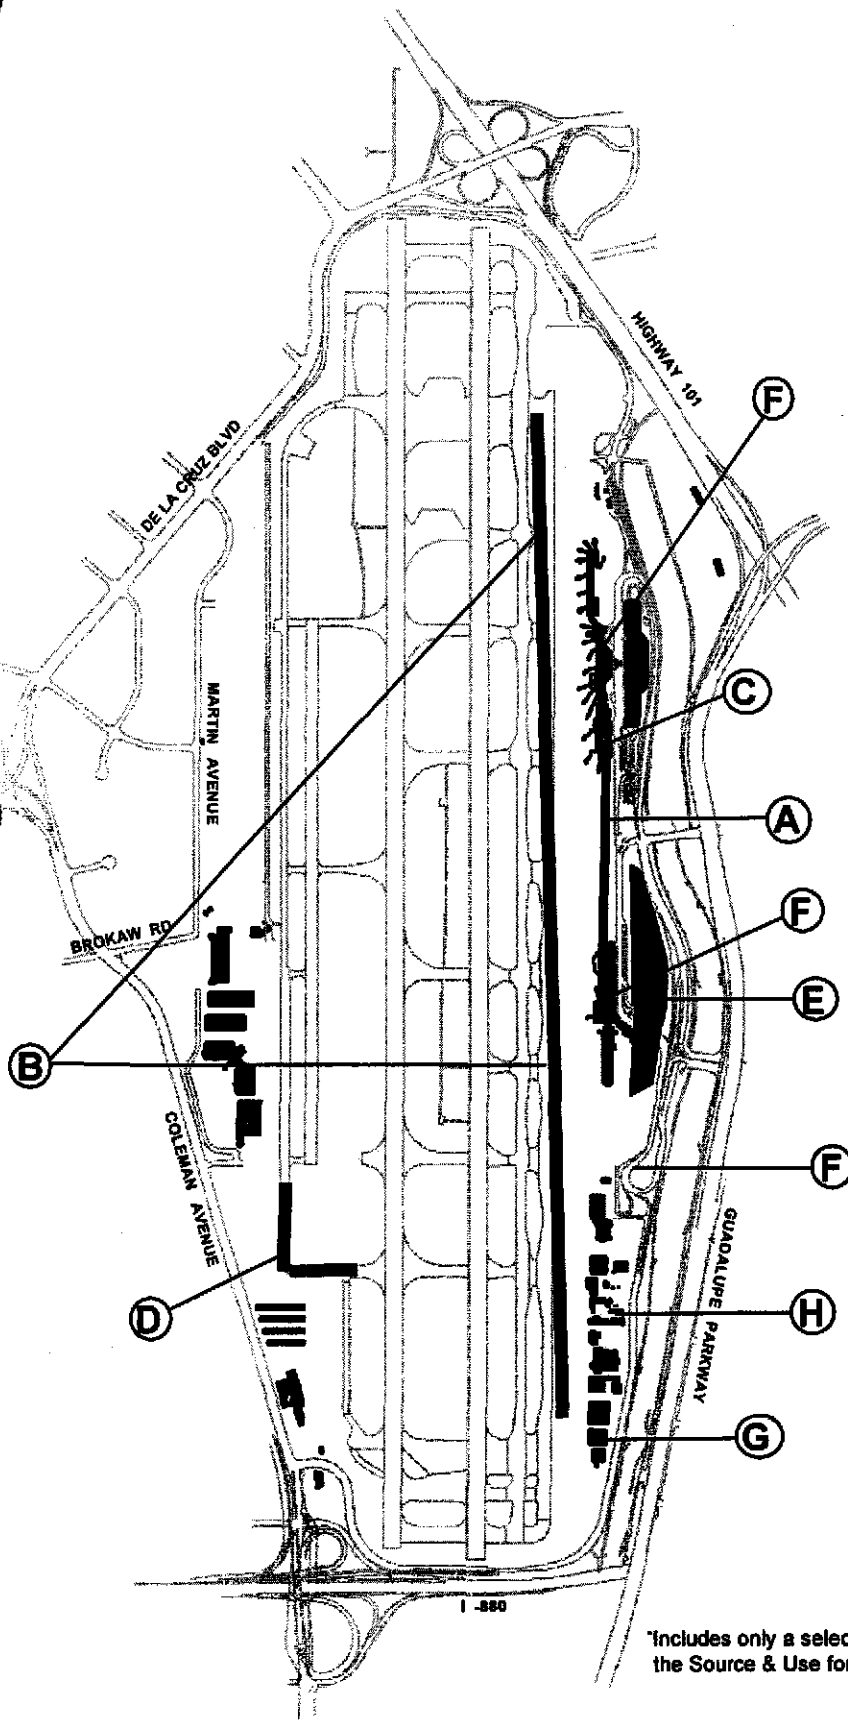 HIGHWAY 101
F
DE LA CRUZ BLVD
C
MARTIN AVENUE
A
F
BROKAW RD
E
B
COLEMAN AVENUE
F
GUADALUPE PARKWAY
H
D
G
I -880
*Includes only a selec
the Source & Use for